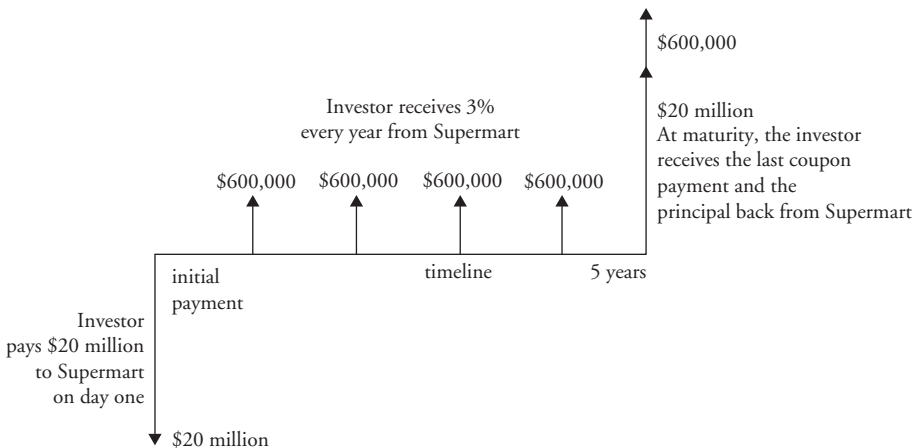 $600,000
Investor receives 3%
every year from Supermart
$20 million
At maturity, the investor
receives the last coupon
payment and the
principal back from Supermart
$600,000
$600,000
$600,000
$600,000
initial
payment
timeline
5 years
Investor
pays $20 million
to Supermart
on day one
$20 million